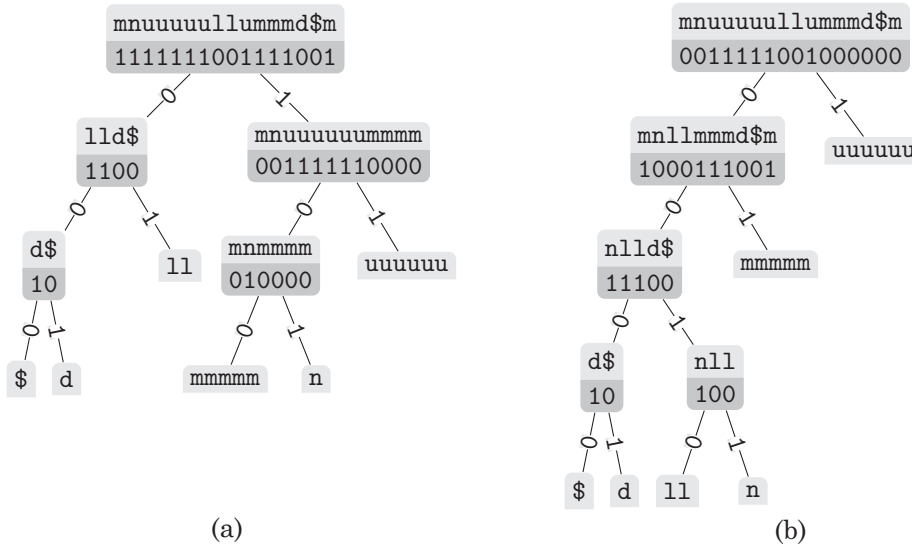 mnuuuuullummmd$m
1111111001111001
0
1
lld$
1100
mnuuuuuummmm
001111110000
0
1
0
1
d$
10
ll
mnmmmm
010000
uuuuuu
0
1
0
1
$
d
mmmmm
n
(a)
mnuuuuullummmd$m
0011111001000000
0
1
mnllmmmd$m
1000111001
uuuuuu
0
1
nlld$
11100
mmmmm
0
1
d$
10
nll
100
0
1
0
1
$
d
ll
n
(b)